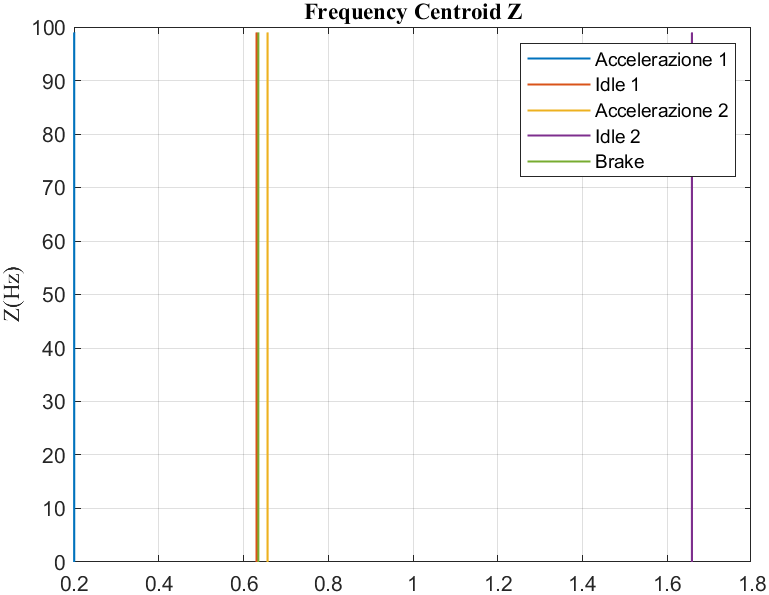 Frequency Centroid Z
100
90
80
70
60
50
40
30
20
10
0
Z(Hz)
Accelerazione 1
Idle 1
Accelerazione 2
Idle 2
Brake
0.2 0.4 0.6 0.8 1 1.2 1.4 1.6 1.8